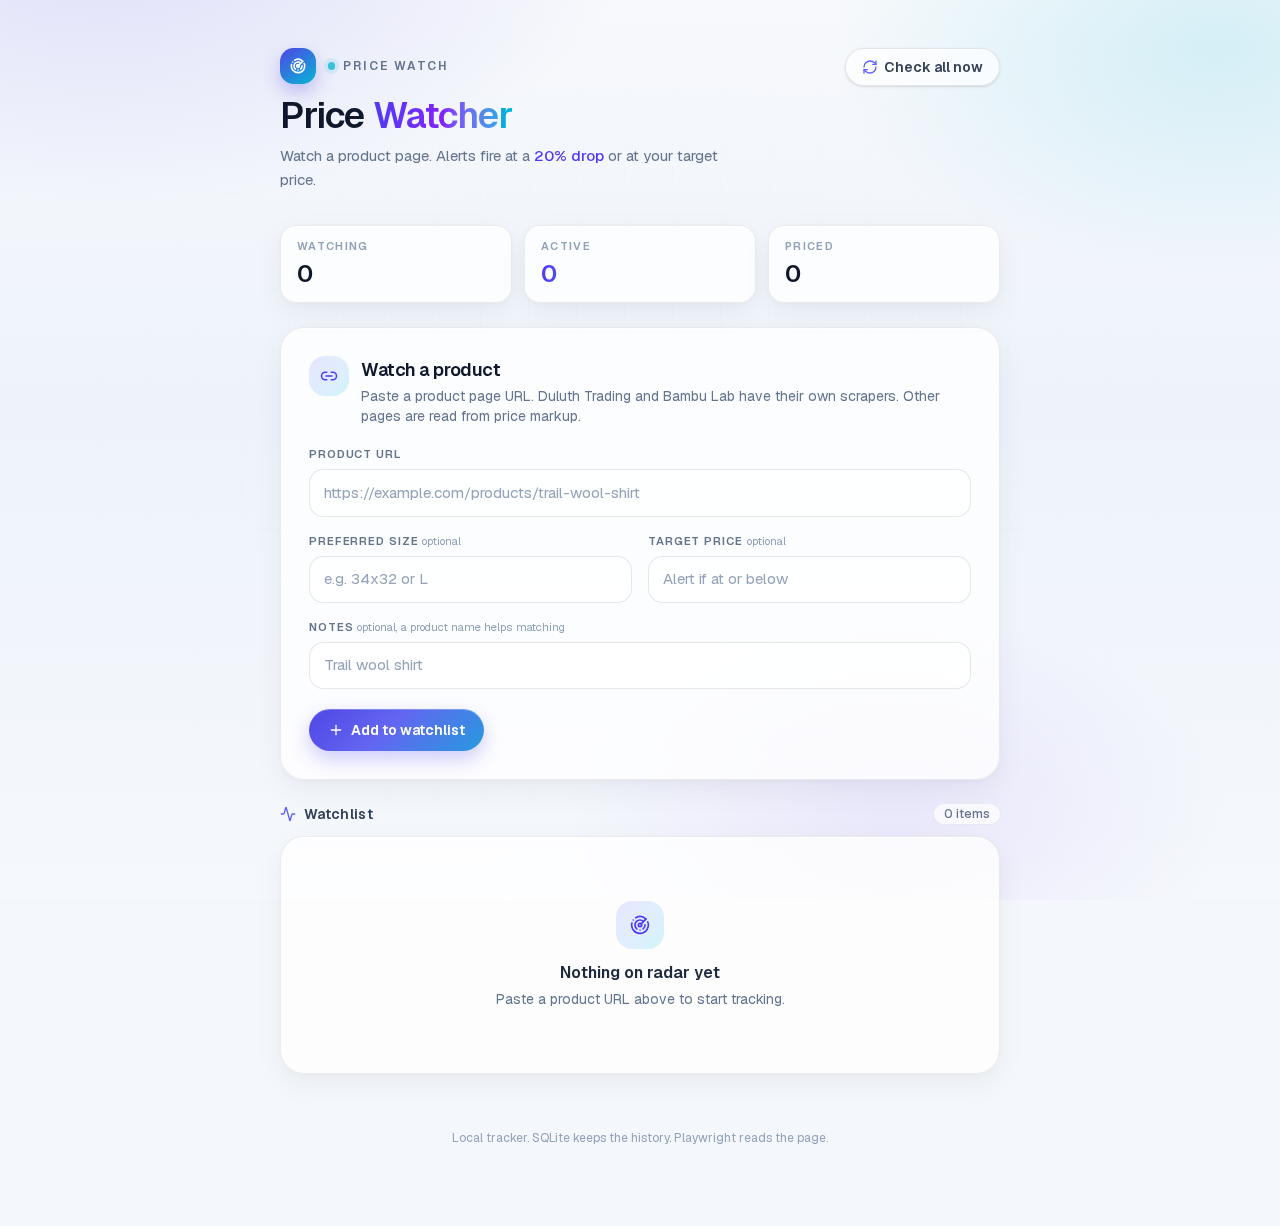 PRICE WATCH
Check all now
Price Watcher
Watch a product page. Alerts fire at a 20% drop or at your target
price.
WATCHING
0
ACTIVE
0
PRICED
0
Watch a product
Paste a product page URL. Duluth Trading and Bambu Lab have their own scrapers. Other
pages are read from price markup.
PRODUCT URL
https://example.com/products/trail-wool-shirt
PREFERRED SIZE optional
e.g. 34x32 or L
TARGET PRICE optional
Alert if at or below
NOTES optional, a product name helps matching
Trail wool shirt
Add to watchlist
Watchlist
0 items
Nothing on radar yet
Paste a product URL above to start tracking.
Local tracker. SQLite keeps the history. Playwright reads the page.